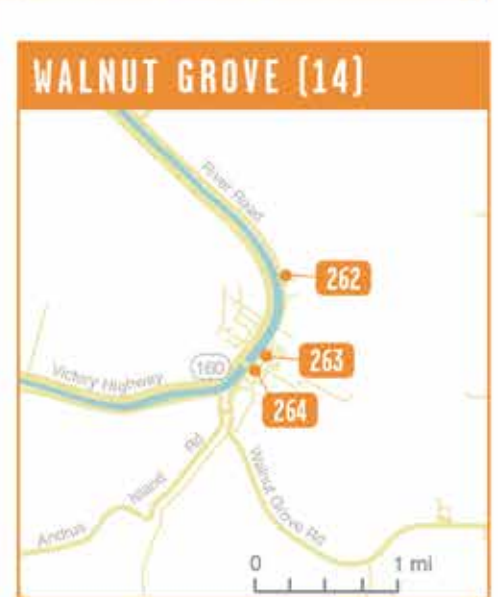 WALNUT GROVE (14)
River Road
262
263
160
Victory Highway
264
Andrus Island Rd
Walnut Grove Rd
0 1 mi